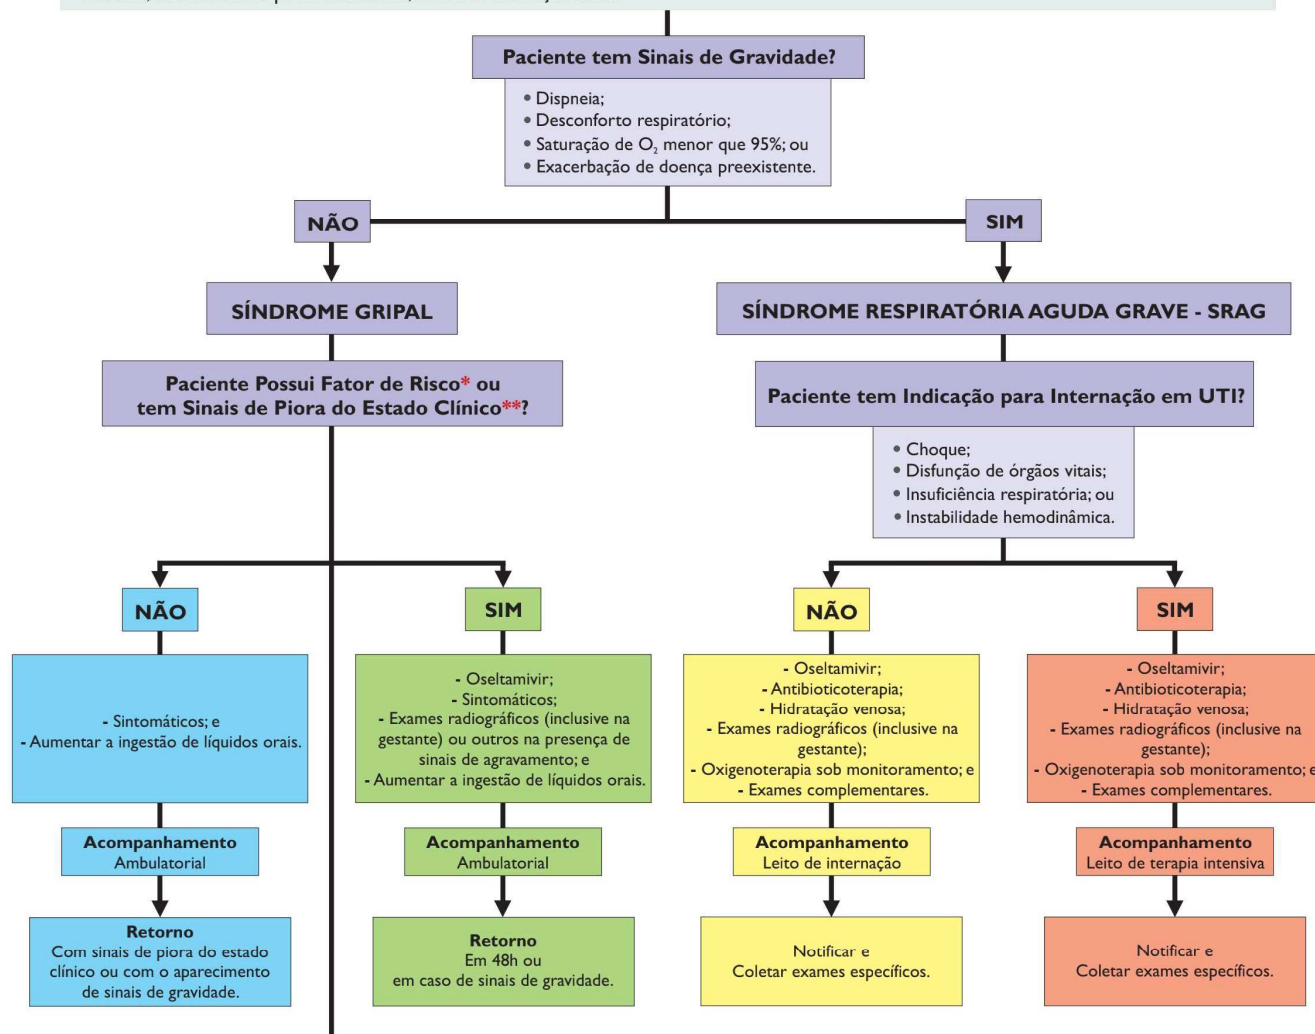 Paciente tem Sinais de Gravidade?
• Dispneia;
• Desconforto respiratório;
• Saturação de O₂ menor que 95%; ou
• Exacerbação de doença preexistente.
NÃO
SIM
SÍNDROME GRIPAL
SÍNDROME RESPIRATÓRIA AGUDA GRAVE - SRAG
Paciente Possui Fator de Risco* ou
tem Sinais de Piora do Estado Clínico**?
Paciente tem Indicação para Internação em UTI?
• Choque;
• Disfunção de órgãos vitais;
• Insuficiência respiratória; ou
• Instabilidade hemodinâmica.
NÃO
- Sintomáticos; e
- Aumentar a ingestão de líquidos orais.
Acompanhamento
Ambulatorial
Retorno
Com sinais de piora do estado
clínico ou com o aparecimento
de sinais de gravidade.
SIM
- Oseltamivir;
- Sintomáticos;
- Exames radiográficos (inclusive na
gestante) ou outros na presença de
sinais de agravamento; e
- Aumentar a ingestão de líquidos orais.
Acompanhamento
Ambulatorial
Retorno
Em 48h ou
em caso de sinais de gravidade.
NÃO
- Oseltamivir;
- Antibioticoterapia;
- Hidratação venosa;
- Exames radiográficos (inclusive na
gestante);
- Oxigenoterapia sob monitoramento; e
- Exames complementares.
Acompanhamento
Leito de internação
Notificar e
Coletar exames específicos.
SIM
- Oseltamivir;
- Antibioticoterapia;
- Hidratação venosa;
- Exames radiográficos (inclusive na
gestante);
- Oxigenoterapia sob monitoramento; e
- Exames complementares.
Acompanhamento
Leito de terapia intensiva
Notificar e
Coletar exames específicos.